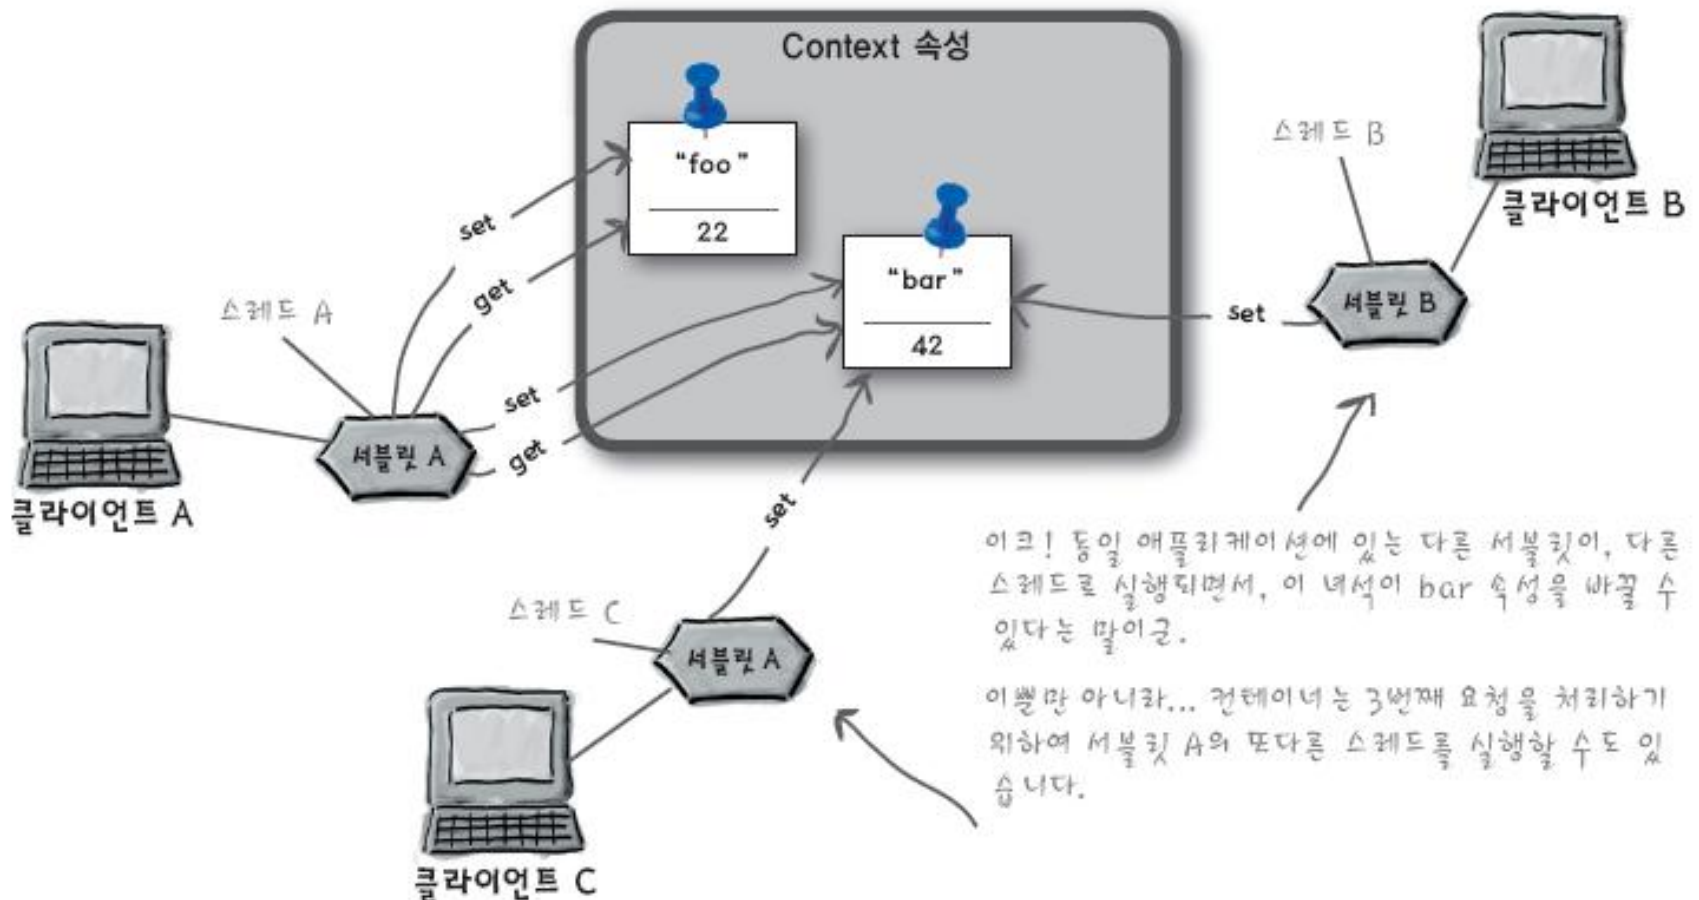 Context 속성
"foo"
22
"bar"
42
set
get
set
get
set
set
스레드 A
서블릿 A
클라이언트 A
스레드 B
서블릿 B
클라이언트 B
스레드 C
서블릿 A
클라이언트 C
이크! 동일 애플리케이션에 있는 다른 서블릿이, 다른
스레드로 실행되면서, 이 녀석이 bar 속성을 바꿀 수
있다는 말이군.
이뿐만 아니라... 컨테이너는 3번째 요청을 처리하기
위하여 서블릿 A의 또다른 스레드를 실행할 수도 있
습니다.